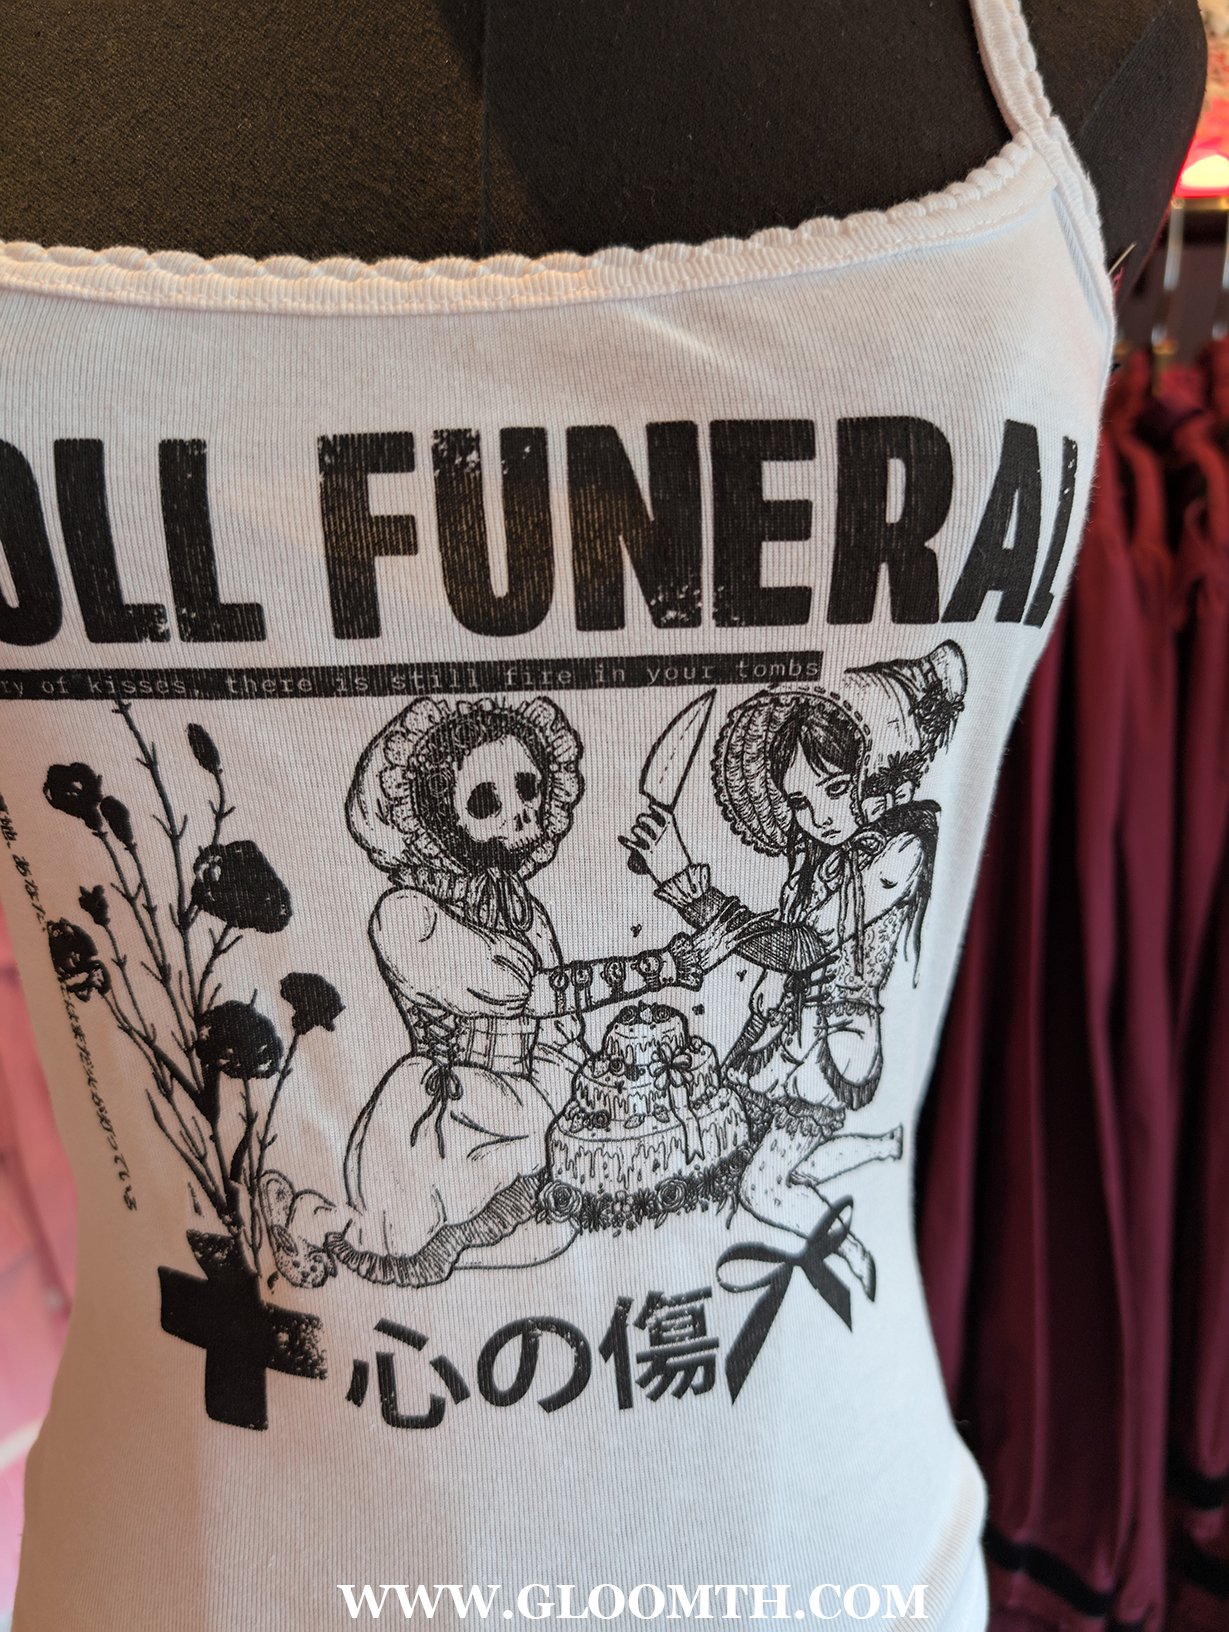 OLL FUNERAL
ry of kisses, there is still fire in your tombs
心の傷
WWW.GLOOMTH.COM